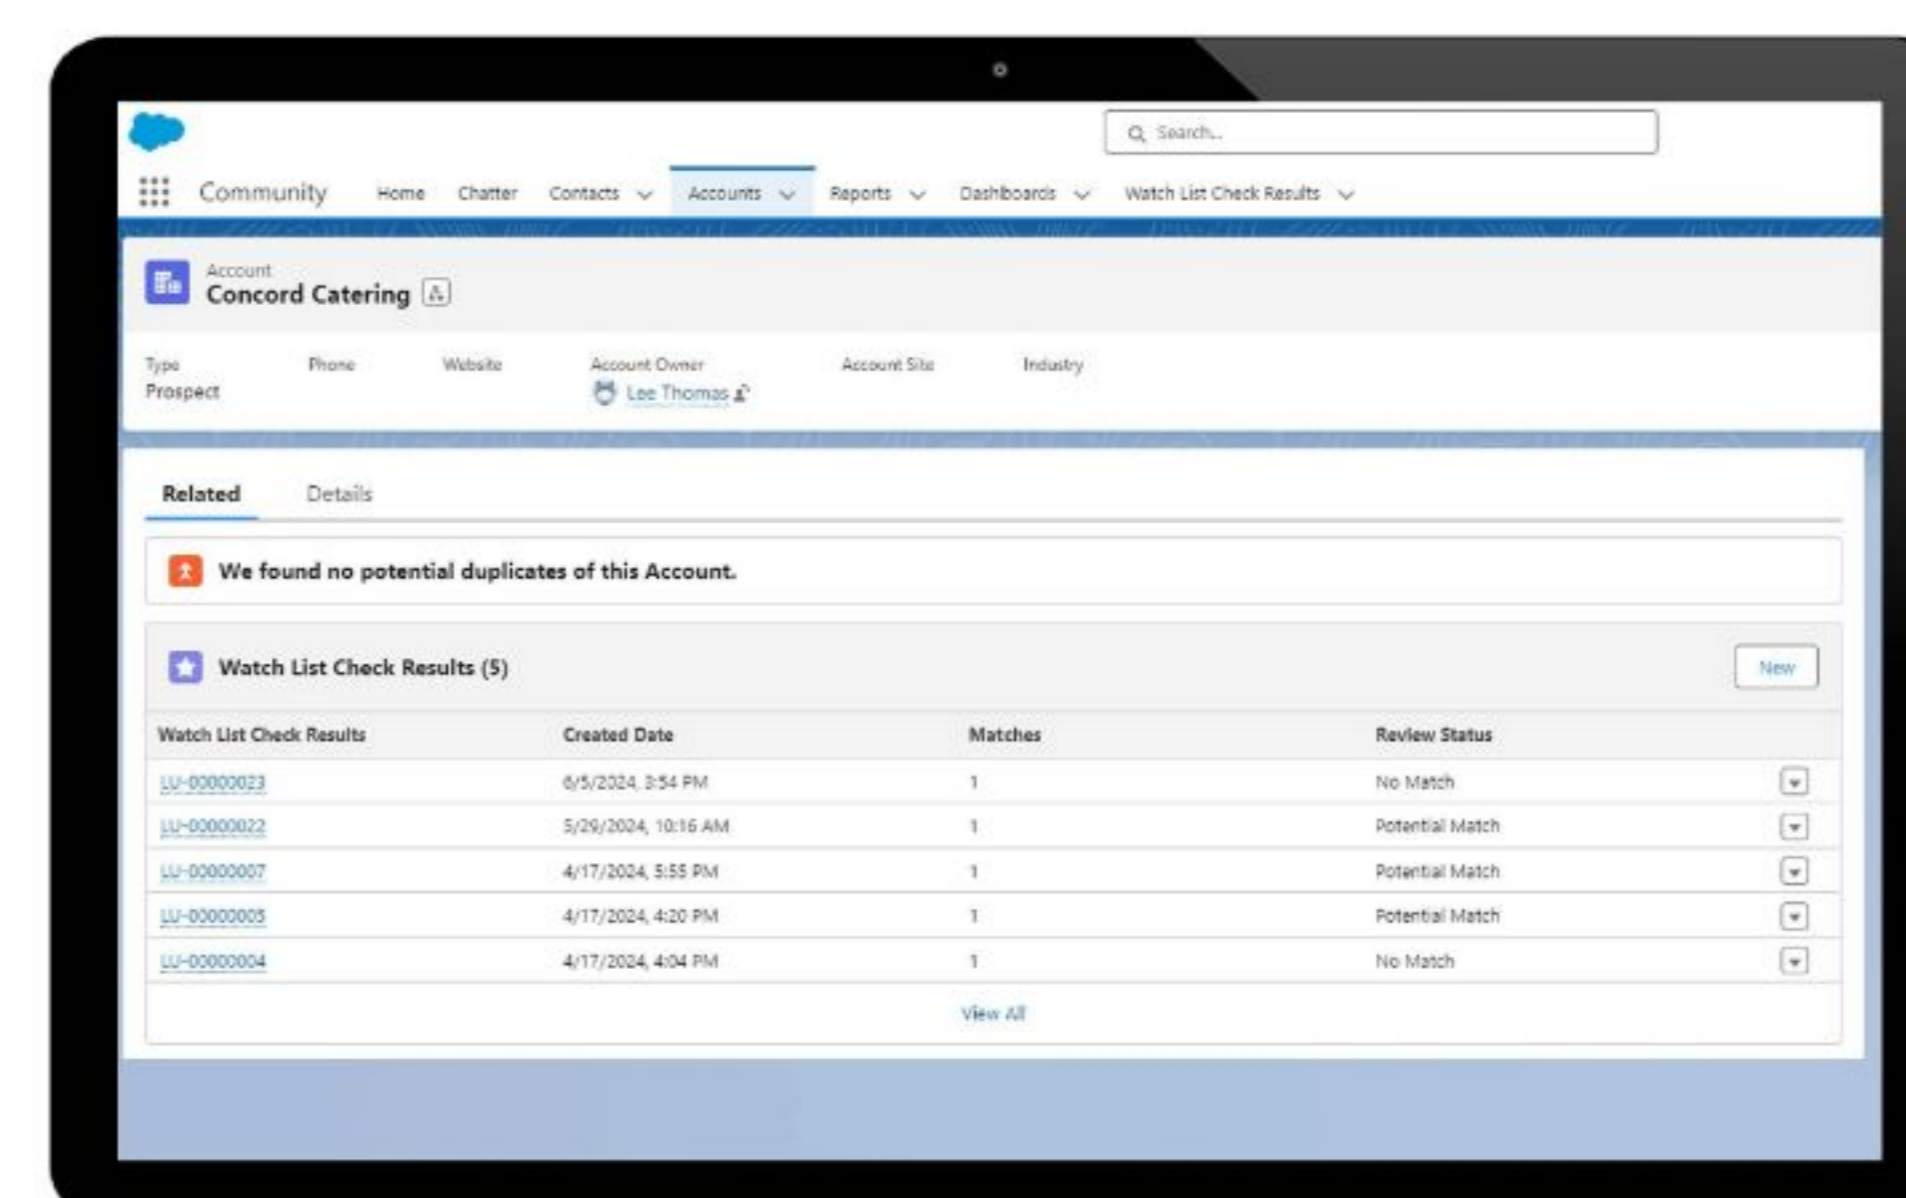 Search...
Community Home Chatter Contacts Accounts Reports Dashboards Watch List Check Results
Account
Concord Catering
Type Phone Website Account Owner Account Site Industry
Prospect Lee Thomas
Related Details
We found no potential duplicates of this Account.
Watch List Check Results (5) New
Watch List Check Results Created Date Matches Review Status
LU-00000023 6/5/2024, 3:54 PM 1 No Match
LU-00000022 5/29/2024, 10:16 AM 1 Potential Match
LU-00000007 4/17/2024, 5:55 PM 1 Potential Match
LU-00000005 4/17/2024, 4:20 PM 1 Potential Match
LU-00000004 4/17/2024, 4:04 PM 1 No Match
View All